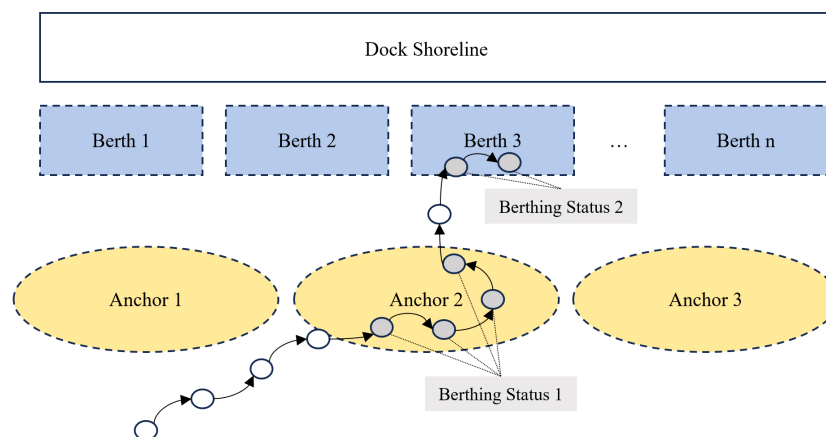 Dock Shoreline
Berth 1
Berth 2
Berth 3
...
Berth n
Berthing Status 2
Anchor 1
Anchor 2
Anchor 3
Berthing Status 1